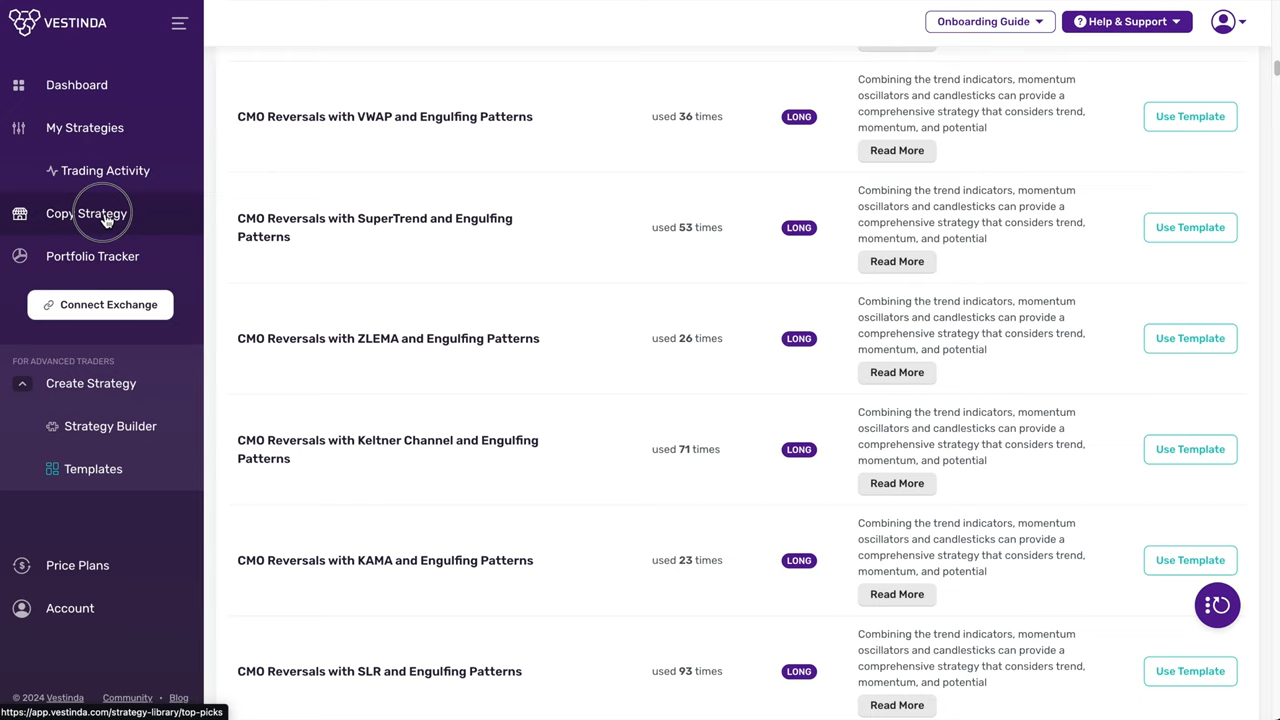 VESTINDA
Onboarding Guide
Help & Support
Dashboard
My Strategies
Trading Activity
Copy Strategy
Portfolio Tracker
Connect Exchange
FOR ADVANCED TRADERS
Create Strategy
Strategy Builder
Templates
Price Plans
Account
© 2024 Vestinda Community • Blog
https://app.vestinda.com/strategy-library/top-picks
CMO Reversals with VWAP and Engulfing Patterns
used 36 times
LONG
Combining the trend indicators, momentum
oscillators and candlesticks can provide a
comprehensive strategy that considers trend,
momentum, and potential
Read More
Use Template
CMO Reversals with SuperTrend and Engulfing
Patterns
used 53 times
LONG
Combining the trend indicators, momentum
oscillators and candlesticks can provide a
comprehensive strategy that considers trend,
momentum, and potential
Read More
Use Template
CMO Reversals with ZLEMA and Engulfing Patterns
used 26 times
LONG
Combining the trend indicators, momentum
oscillators and candlesticks can provide a
comprehensive strategy that considers trend,
momentum, and potential
Read More
Use Template
CMO Reversals with Keltner Channel and Engulfing
Patterns
used 71 times
LONG
Combining the trend indicators, momentum
oscillators and candlesticks can provide a
comprehensive strategy that considers trend,
momentum, and potential
Read More
Use Template
CMO Reversals with KAMA and Engulfing Patterns
used 23 times
LONG
Combining the trend indicators, momentum
oscillators and candlesticks can provide a
comprehensive strategy that considers trend,
momentum, and potential
Read More
Use Template
CMO Reversals with SLR and Engulfing Patterns
used 93 times
LONG
Combining the trend indicators, momentum
oscillators and candlesticks can provide a
comprehensive strategy that considers trend,
momentum, and potential
Read More
Use Template